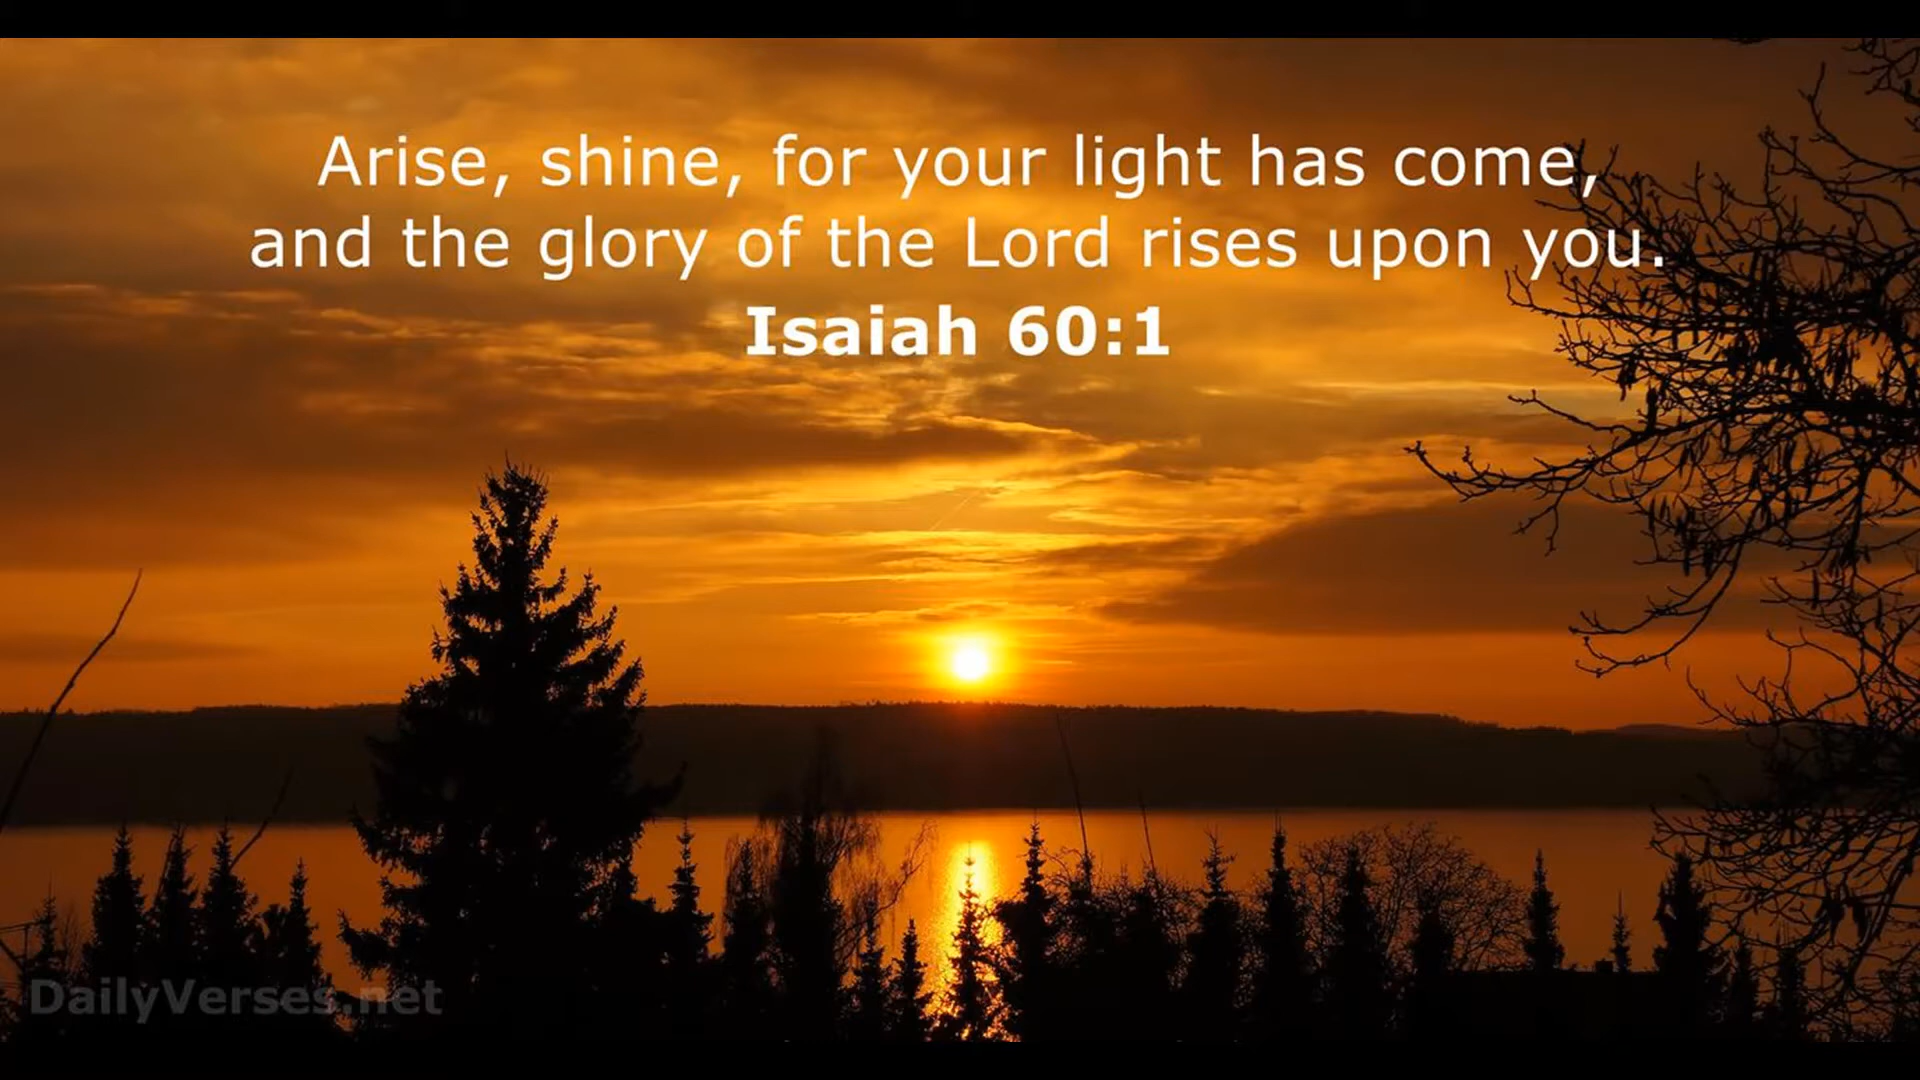 Arise, shine, for your light has come,
and the glory of the Lord rises upon you.
Isaiah 60:1
DailyVerses.net